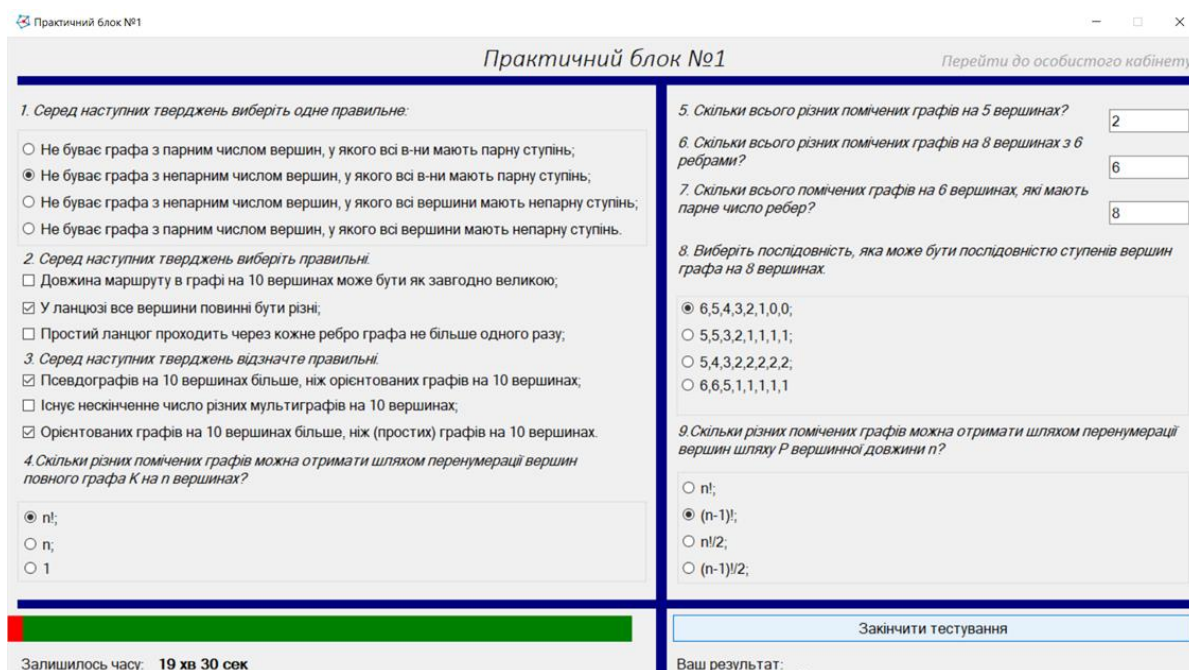 Практичний блок №1
Практичний блок №1
Перейти до особистого кабінету
1. Серед наступних тверджень виберіть одне правильне:
Не буває графа з парним числом вершин, у якого всі в-ни мають парну ступінь;
Не буває графа з непарним числом вершин, у якого всі в-ни мають парну ступінь;
Не буває графа з непарним числом вершин, у якого всі вершини мають непарну ступінь;
Не буває графа з парним числом вершин, у якого всі вершини мають непарну ступінь.
2. Серед наступних тверджень виберіть правильні.
Довжина маршруту в графі на 10 вершинах може бути як завгодно великою;
У ланцюзі все вершини повинні бути різні;
Простий ланцюг проходить через кожне ребро графа не більше одного разу;
3. Серед наступних тверджень відзначте правильні.
Псевдографів на 10 вершинах більше, ніж орієнтованих графів на 10 вершинах;
Існує нескінченне число різних мультиграфів на 10 вершинах;
Орієнтованих графів на 10 вершинах більше, ніж (простих) графів на 10 вершинах.
4.Скільки різних помічених графів можна отримати шляхом перенумерації вершин
повного графа K на n вершинах?
n!;
n;
1
5. Скільки всього різних помічених графів на 5 вершинах?
2
6. Скільки всього різних помічених графів на 8 вершинах з 6
ребрами?
6
7. Скільки всього помічених графів на 6 вершинах, які мають
парне число ребер?
8
8. Виберіть послідовність, яка може бути послідовністю ступенів вершин
графа на 8 вершинах.
6,5,4,3,2,1,0,0;
5,5,3,2,1,1,1,1;
5,4,3,2,2,2,2,2;
6,6,5,1,1,1,1,1
9.Скільки різних помічених графів можна отримати шляхом перенумерації
вершин шляху P вершинної довжини n?
n!;
(n-1)!;
n!/2;
(n-1)!/2;
Залишилось часу: 19 хв 30 сек
Закінчити тестування
Ваш результат: